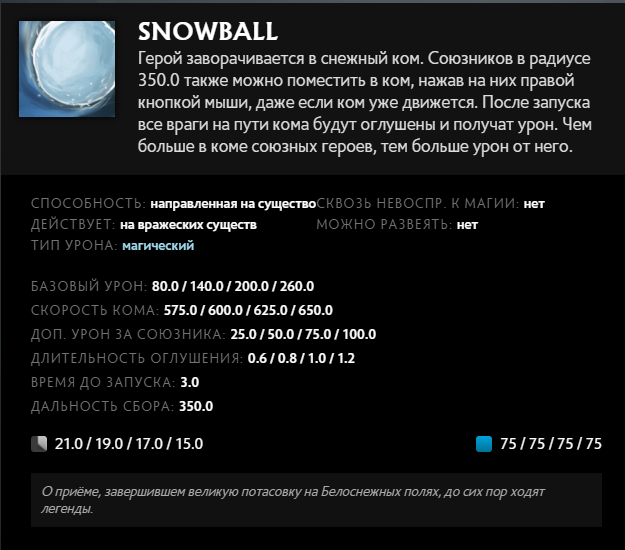 SNOWBALL
Герой заворачивается в снежный ком. Союзников в радиусе
350.0 также можно поместить в ком, нажав на них правой
кнопкой мыши, даже если ком уже движется. После запуска
все враги на пути кома будут оглушены и получат урон. Чем
больше в коме союзных героев, тем больше урон от него.
СПОСОБНОСТЬ: направленная на существо СКВОЗЬ НЕВОСПР. К МАГИИ: нет
ДЕЙСТВУЕТ: на вражеских существ МОЖНО РАЗВЕЯТЬ: нет
ТИП УРОНА: магический
БАЗОВЫЙ УРОН: 80.0 / 140.0 / 200.0 / 260.0
СКОРОСТЬ КОМА: 575.0 / 600.0 / 625.0 / 650.0
ДОП. УРОН ЗА СОЮЗНИКА: 25.0 / 50.0 / 75.0 / 100.0
ДЛИТЕЛЬНОСТЬ ОГЛУШЕНИЯ: 0.6 / 0.8 / 1.0 / 1.2
ВРЕМЯ ДО ЗАПУСКА: 3.0
ДАЛЬНОСТЬ СБОРА: 350.0
21.0 / 19.0 / 17.0 / 15.0 75 / 75 / 75 / 75
О приёме, завершившем великую потасовку на Белоснежных полях, до сих пор ходят
легенды.